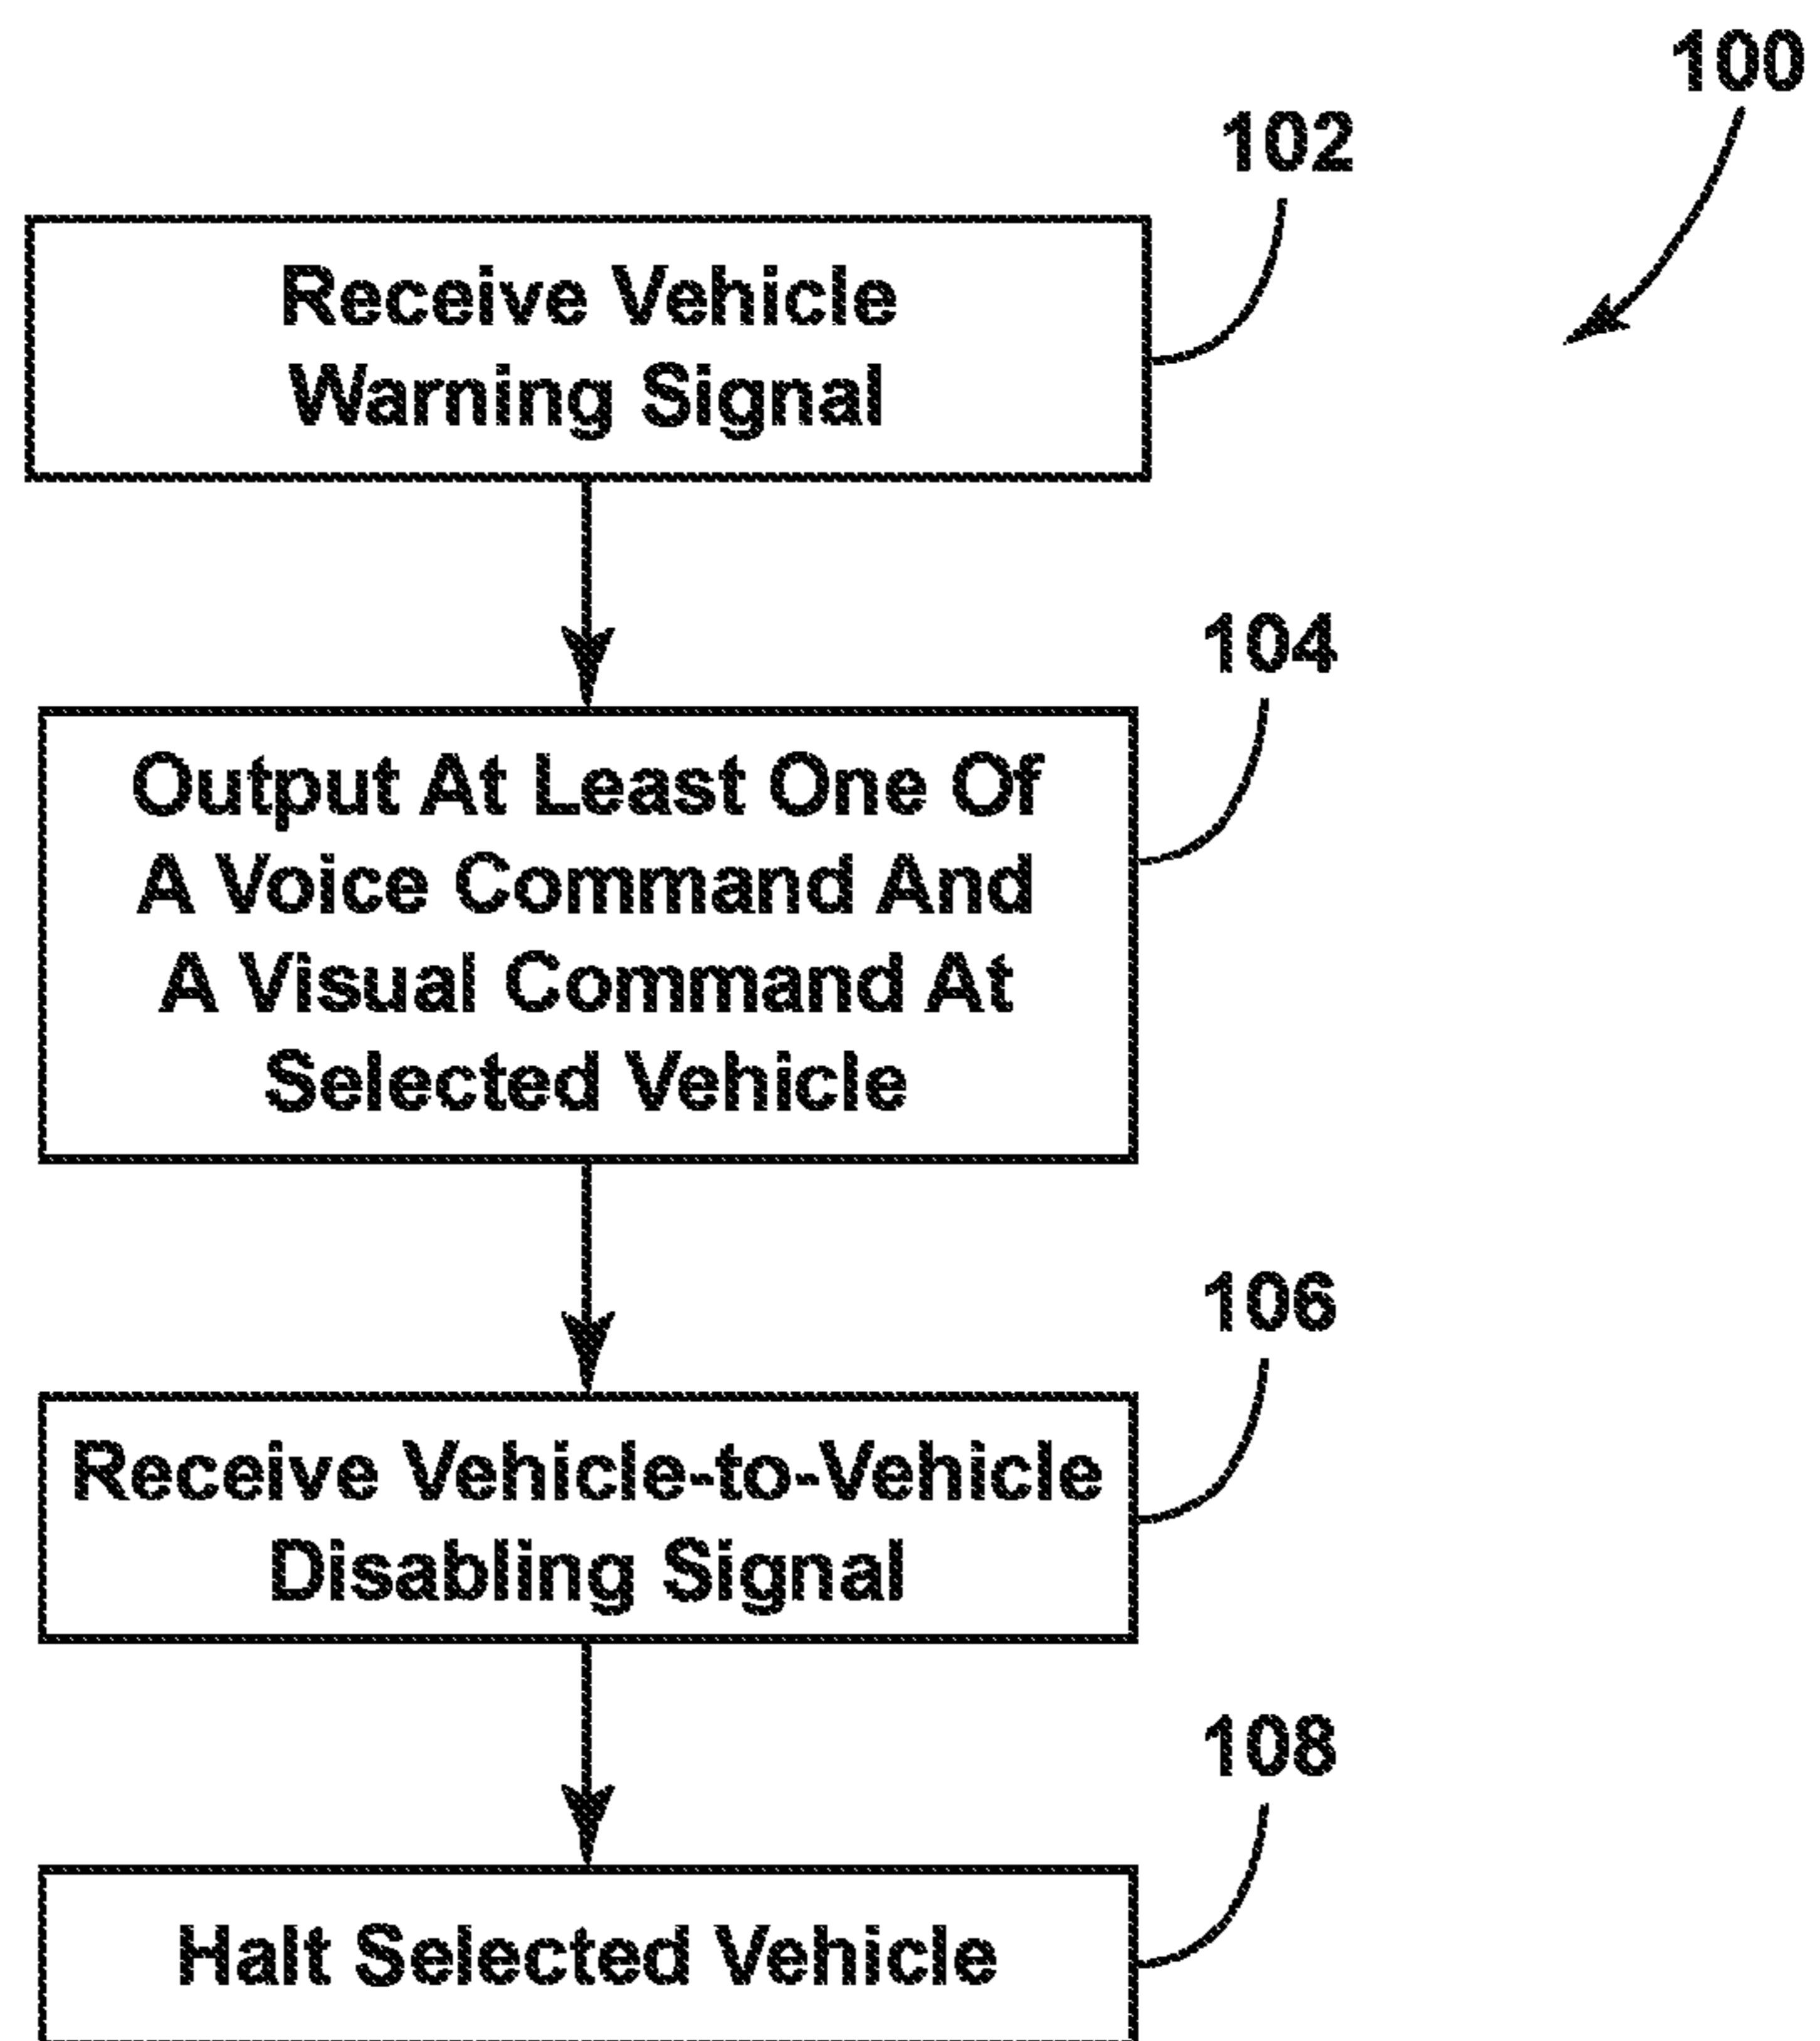 100
102
Receive Vehicle
Warning Signal
104
Output At Least One Of
A Voice Command And
A Visual Command At
Selected Vehicle
106
Receive Vehicle-to-Vehicle
Disabling Signal
108
Halt Selected Vehicle